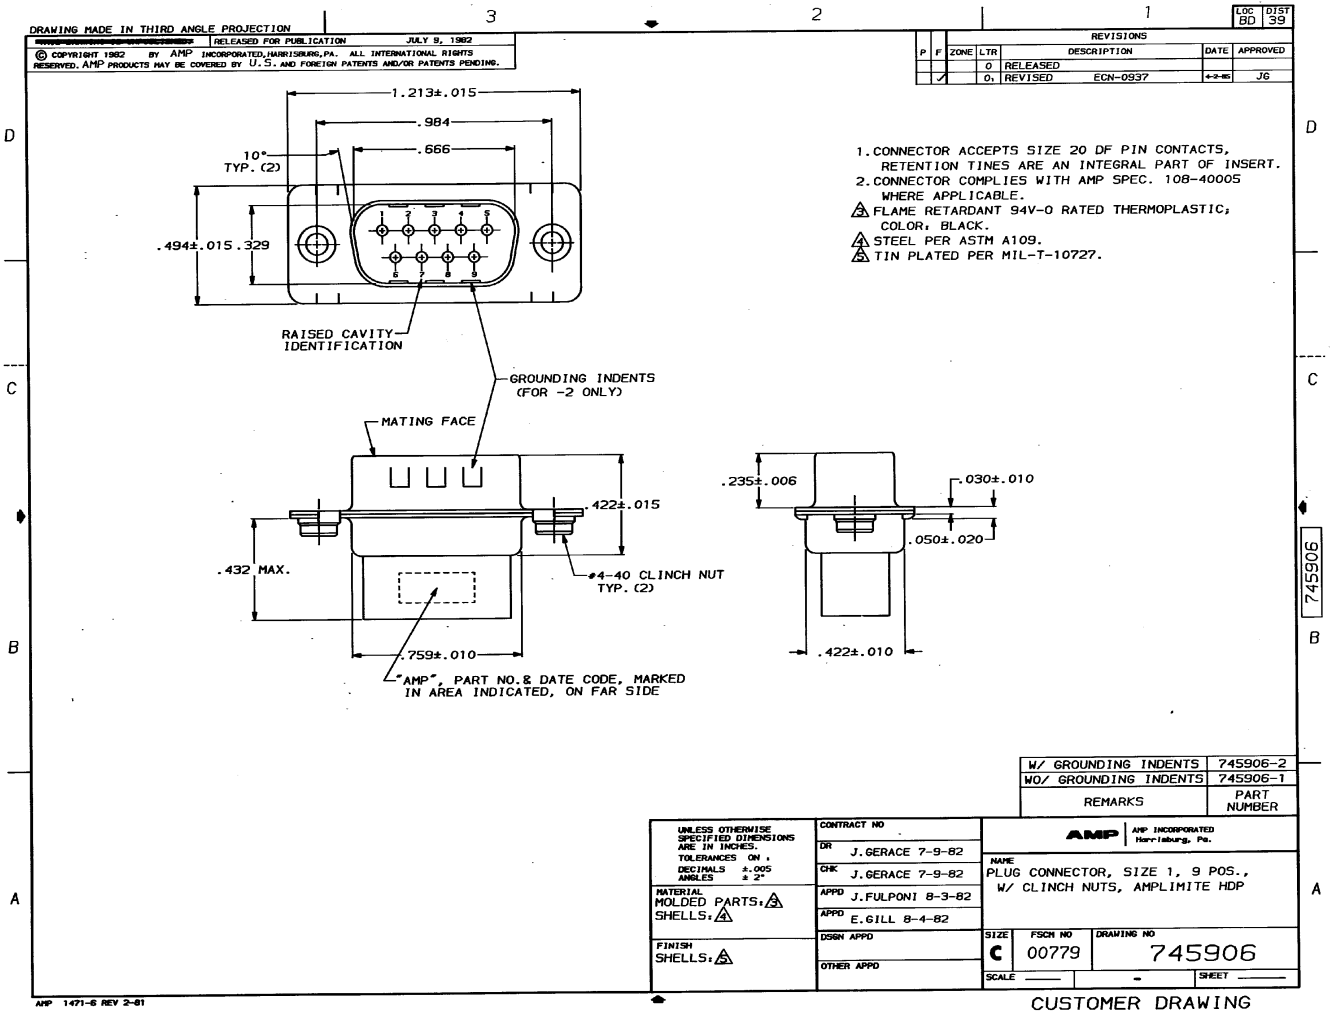 3
2
1
LOC DIST
BD 39
DRAWING MADE IN THIRD ANGLE PROJECTION
RELEASED FOR PUBLICATION JULY 9, 1982
© COPYRIGHT 1982 BY AMP INCORPORATED, HARRISBURG, PA. ALL INTERNATIONAL RIGHTS
RESERVED. AMP PRODUCTS MAY BE COVERED BY U.S. AND FOREIGN PATENTS AND/OR PATENTS PENDING.
REVISIONS
P F ZONE LTR DESCRIPTION DATE APPROVED
O RELEASED
O1 REVISED ECN-0937 4-2-85 JG
D
D
C
C
B
B
A
A
1.213±.015
.984
.666
10°
TYP. (2)
.494±.015
.329
1 2 3 4 5
6 7 8 9
RAISED CAVITY
IDENTIFICATION
GROUNDING INDENTS
(FOR -2 ONLY)
1. CONNECTOR ACCEPTS SIZE 20 DF PIN CONTACTS,
RETENTION TINES ARE AN INTEGRAL PART OF INSERT.
2. CONNECTOR COMPLIES WITH AMP SPEC. 108-40005
WHERE APPLICABLE.
3 FLAME RETARDANT 94V-0 RATED THERMOPLASTIC;
COLOR: BLACK.
4 STEEL PER ASTM A109.
5 TIN PLATED PER MIL-T-10727.
MATING FACE
.422±.015
.432 MAX.
#4-40 CLINCH NUT
TYP. (2)
.759±.010
"AMP", PART NO. & DATE CODE, MARKED
IN AREA INDICATED, ON FAR SIDE
.235±.006
.030±.010
.050±.020
.422±.010
745906
W/ GROUNDING INDENTS 745906-2
WO/ GROUNDING INDENTS 745906-1
REMARKS PART
NUMBER
UNLESS OTHERWISE
SPECIFIED DIMENSIONS
ARE IN INCHES.
TOLERANCES ON :
DECIMALS ±.005
ANGLES ± 2°
MATERIAL
MOLDED PARTS: 3
SHELLS: 4
FINISH
SHELLS: 5
CONTRACT NO
DR J. GERACE 7-9-82
CHK J. GERACE 7-9-82
APPD J. FULPONI 8-3-82
APPD E. GILL 8-4-82
DSGN APPD
OTHER APPD
AMP AMP INCORPORATED
Harrisburg, Pa.
NAME
PLUG CONNECTOR, SIZE 1, 9 POS.,
W/ CLINCH NUTS, AMPLIMITE HDP
SIZE FSCM NO DRAWING NO
C 00779 745906
SCALE - SHEET
AMP 1471-6 REV 2-81
CUSTOMER DRAWING